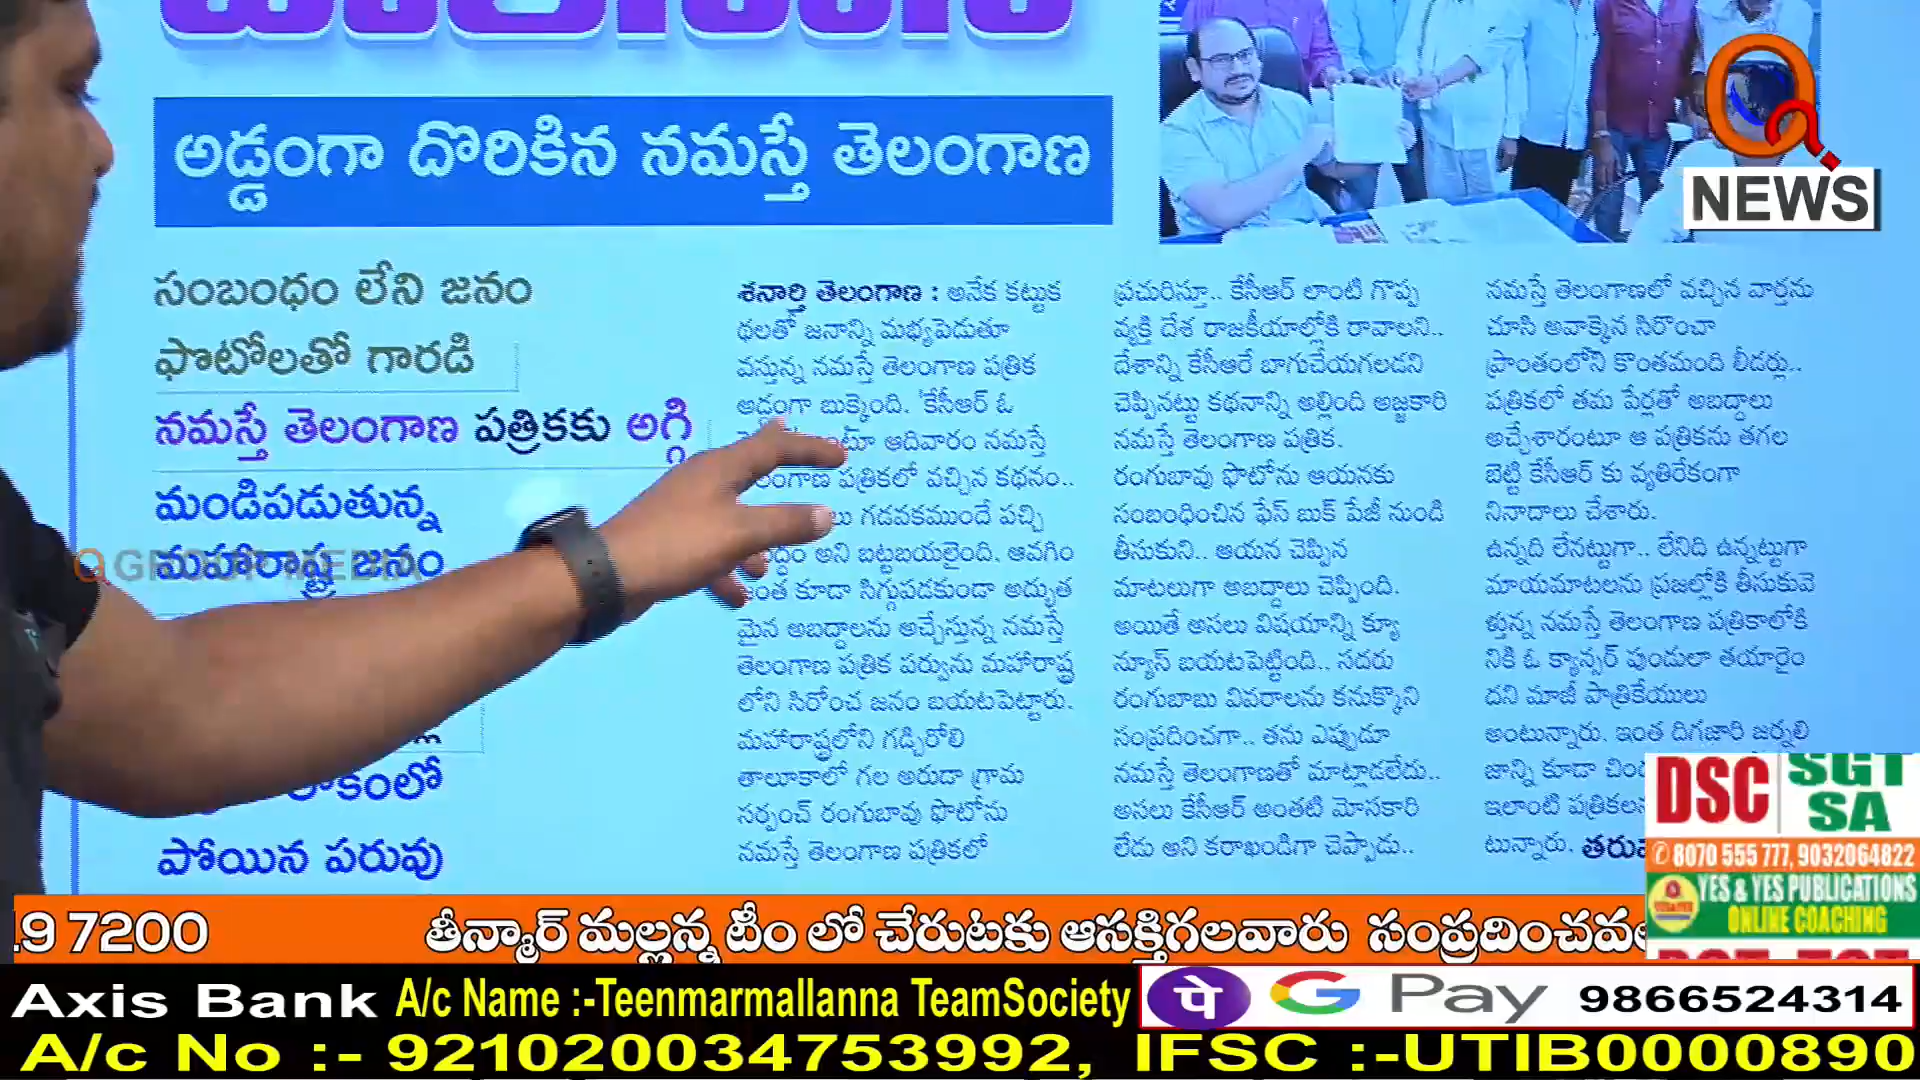 అడ్డంగా దొరికిన నమస్తే తెలంగాణ
NEWS
సంబంధం లేని జనం
ఫొటోలతో గారడి
నమస్తే తెలంగాణ పత్రికకు అగ్గి
మండిపడుతున్న
మహారాష్ట్ర జనం
పోయిన పరువు
శనార్తి తెలంగాణ : అనేక కట్టుక
థలతో జనాన్ని మభ్యపెడుతూ
వస్తున్న నమస్తే తెలంగాణ పత్రిక
అడ్డంగా బుక్కైంది. 'కేసీఆర్ ఓ
ఆదివారం నమస్తే
పత్రికలో వచ్చిన కథనం..
గడవకముందే పచ్చి
అని బట్టబయలైంది. ఆవగిం
కూడా సిగ్గుపడకుండా అద్భుత
మైన అబద్దాలను అచ్చేస్తున్న నమస్తే
తెలంగాణ పత్రిక పర్వును మహారాష్ట్ర
లోని సిరోంచ జనం బయటపెట్టారు.
మహారాష్ట్రలోని గడ్చిరోలి
తాలూకాలో గల అరుడా గ్రామ
సర్పంచ్ రంగుబావు ఫొటోను
నమస్తే తెలంగాణ పత్రికలో
ప్రచురిస్తూ.. కేసీఆర్ లాంటి గొప్ప
వ్యక్తి దేశ రాజకీయాల్లోకి రావాలని..
దేశాన్ని కేసీఆరే బాగుచేయగలడని
చెప్పినట్టు కథనాన్ని అల్లింది అజ్జకారి
నమస్తే తెలంగాణ పత్రిక.
రంగుబావు ఫొటోను ఆయనకు
సంబంధించిన ఫేస్ బుక్ పేజీ నుండి
తీసుకుని.. ఆయన చెప్పిన
మాటలుగా అబద్దాలు చెప్పింది.
అయితే అసలు విషయాన్ని క్యూ
న్యూస్ బయటపెట్టింది.. సదరు
రంగుబాబు వివరాలను కనుక్కొని
సంప్రదించగా.. తను ఎప్పుడూ
నమస్తే తెలంగాణతో మాట్లాడలేదు..
అసలు కేసీఆర్ అంతటి మోసకారి
లేడు అని కరాఖండిగా చెప్పాడు..
నమస్తే తెలంగాణలో వచ్చిన వార్తను
చూసి అవాక్కైన సిరొంచా
ప్రాంతంలోని కొంతమంది లీడర్లు..
పత్రికలో తమ పేర్లతో అబద్దాలు
అచ్చేశారంటూ ఆ పత్రికను తగల
బెట్టి కేసీఆర్ కు వ్యతిరేకంగా
నినాదాలు చేశారు.
ఉన్నది లేనట్టుగా.. లేనిది ఉన్నట్టుగా
మాయమాటలను ప్రజల్లోకి తీసుకువె
ళ్తున్న నమస్తే తెలంగాణ పత్రికాలోకి
నికి ఓ క్యాన్సర్ పుండులా తయారైం
దని మాజీ పాత్రికేయులు
అంటున్నారు. ఇంత దిగజారి జర్నలి
జాన్ని కూడా
ఇలాంటి
టున్నారు.
DSC SGT
SA
8070 555 777, 9032064822
YES & YES PUBLICATIONS
ONLINE COACHING
7200 తీన్మార్ మల్లన్న టీం లో చేరుటకు ఆసక్తిగలవారు
Axis Bank A/c Name :-Teenmarmallanna TeamSociety पे G Pay 9866524314
A/c No :- 921020034753992, IFSC :-UTIB0000890